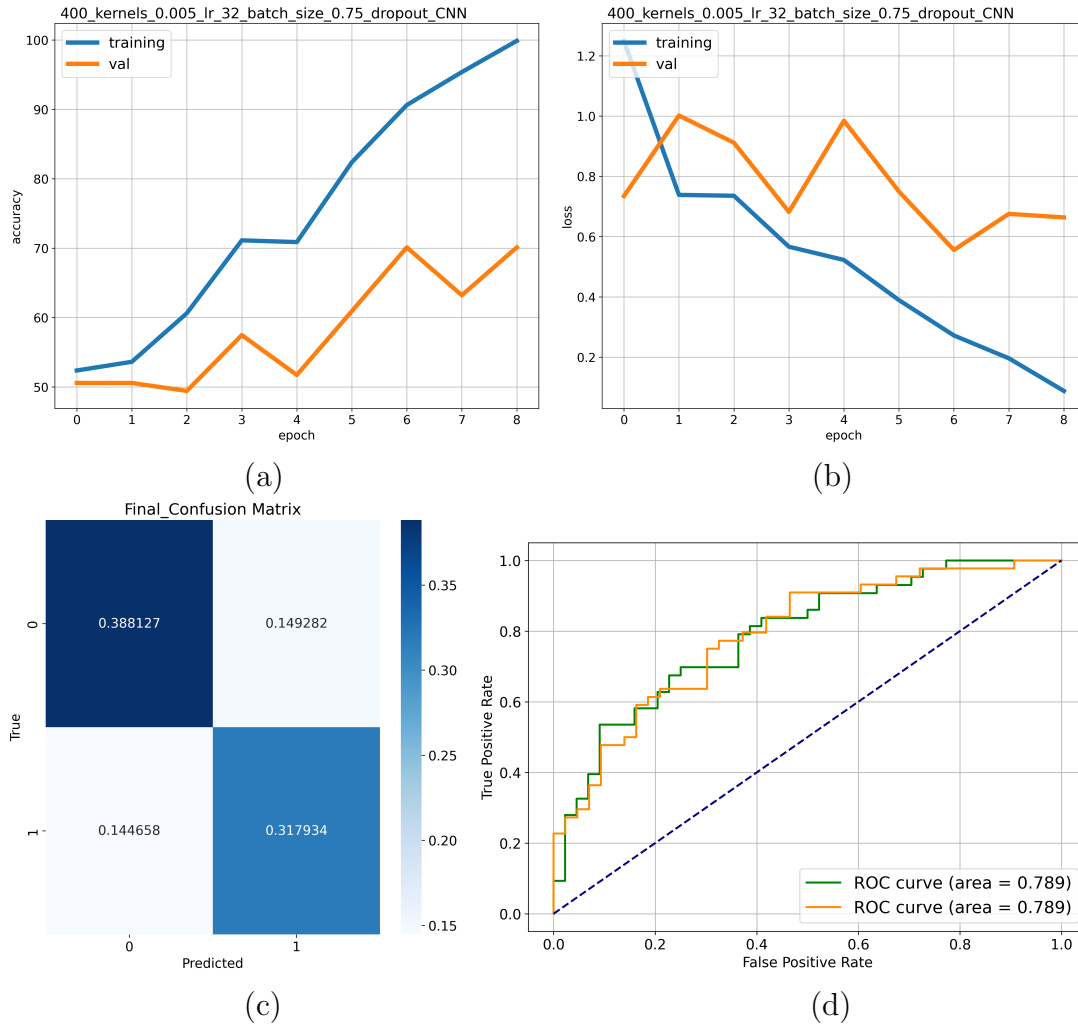 400_kernels_0.005_lr_32_batch_size_0.75_dropout_CNN
training
val
100
90
80
70
60
50
accuracy
0 1 2 3 4 5 6 7 8
epoch
(a)
400_kernels_0.005_lr_32_batch_size_0.75_dropout_CNN
training
val
1.2
1.0
0.8
0.6
0.4
0.2
loss
0 1 2 3 4 5 6 7 8
epoch
(b)
Final_Confusion Matrix
0 0.388127 0.149282
1 0.144658 0.317934
True
0 1
Predicted
0.35
0.30
0.25
0.20
0.15
(c)
1.0
0.8
0.6
0.4
0.2
0.0
True Positive Rate
ROC curve (area = 0.789)
ROC curve (area = 0.789)
0.0 0.2 0.4 0.6 0.8 1.0
False Positive Rate
(d)